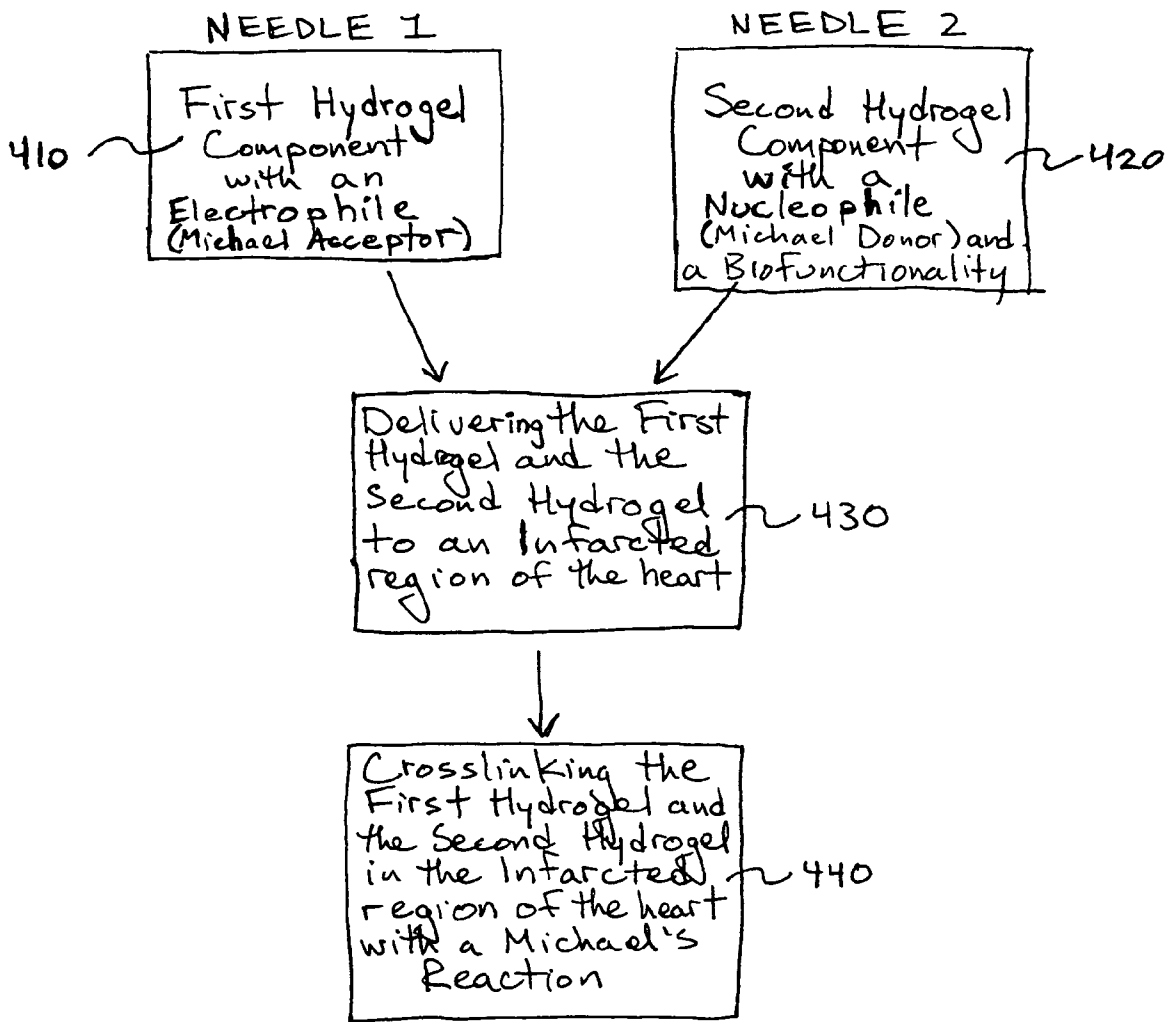 NEEDLE 1
First Hydrogel
Component
with an
Electrophile
(Michael Acceptor)
410
NEEDLE 2
Second Hydrogel
Component
with a
Nucleophile
(Michael Donor) and
a Biofunctionality
420
Delivering the First
Hydrogel and the
Second Hydrogel
to an Infarcted
region of the heart
430
Crosslinking the
First Hydrogel and
the Second Hydrogel
in the Infarcted
region of the heart
with a Michael's
Reaction
440